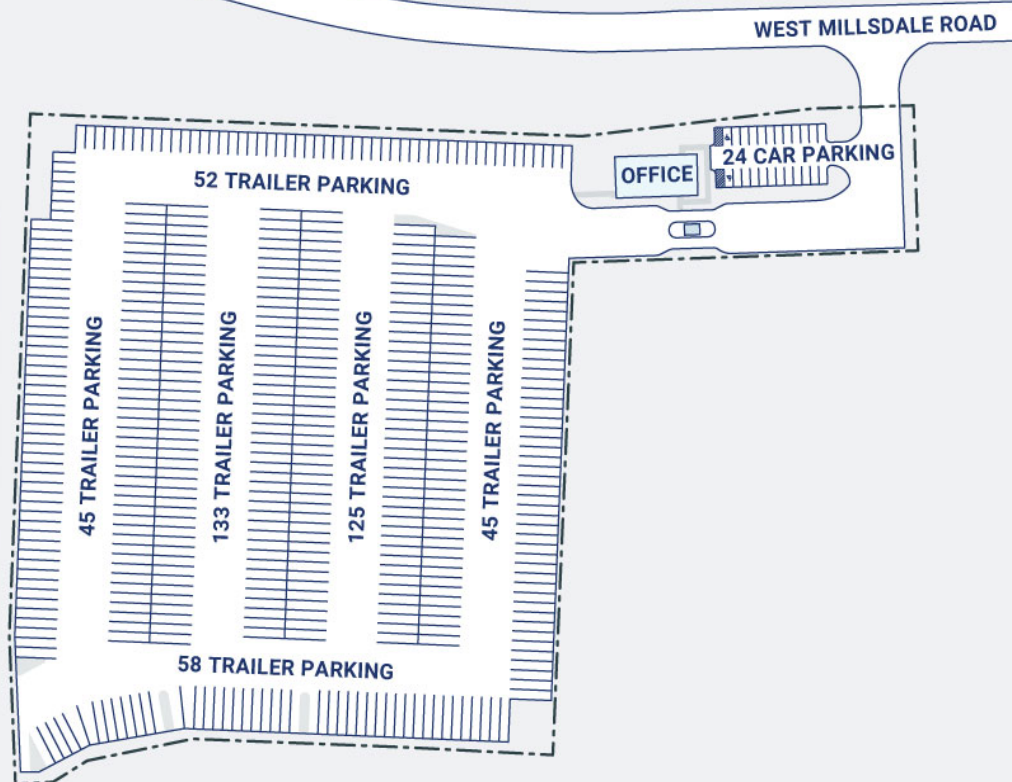 WEST MILLSDALE ROAD
24 CAR PARKING
OFFICE
52 TRAILER PARKING
45 TRAILER PARKING
133 TRAILER PARKING
125 TRAILER PARKING
45 TRAILER PARKING
58 TRAILER PARKING